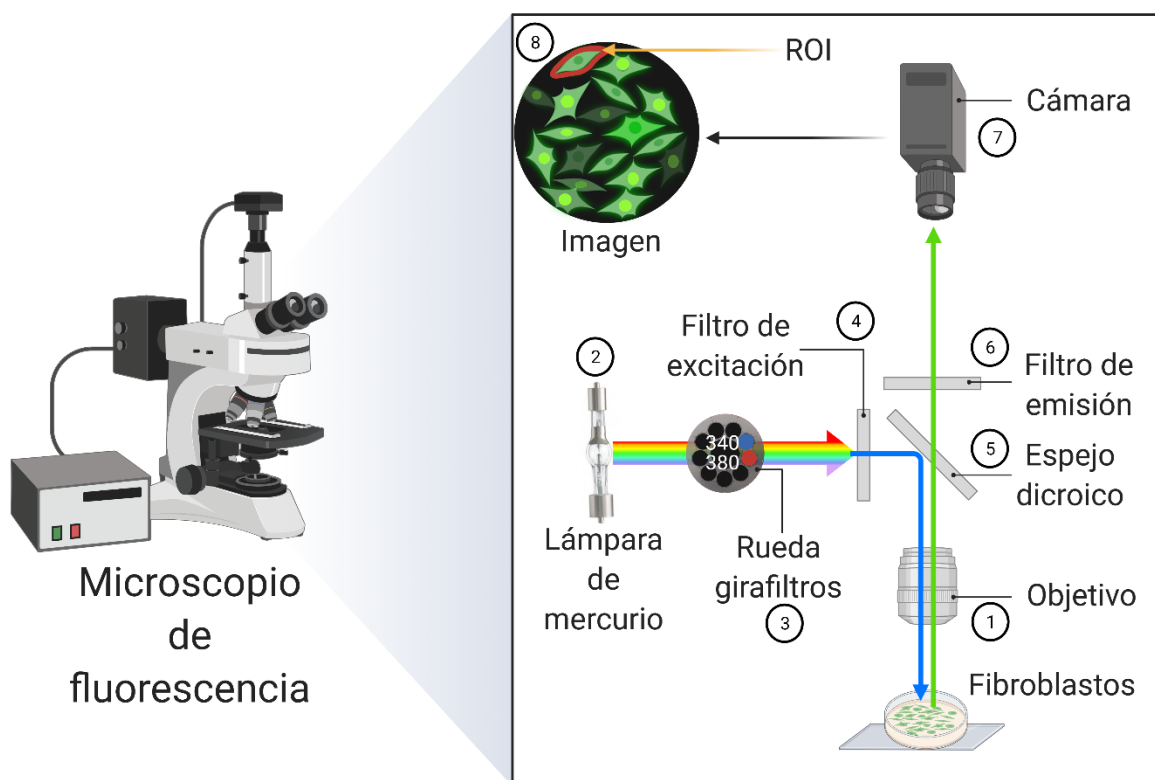 8
ROI
Cámara
7
Imagen
Filtro de
excitación
4
6
Filtro de
emisión
2
340
380
5
Espejo
dicroico
Lámpara
de
mercurio
Rueda
girafiltros
3
Objetivo
1
Fibroblastos
Microscopio
de
fluorescencia